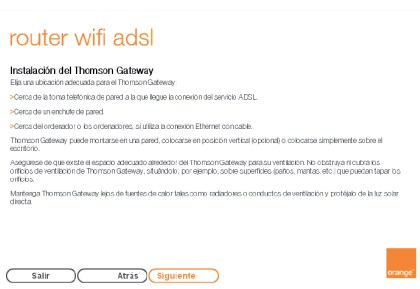 router wifi adsl
Instalación del Thomson Gateway
Elija una ubicación adecuada para el Thomson Gateway:
>Cerca de la toma telefónica de pared a la que llegue la conexión del servicio ADSL.
>Cerca de un enchufe de pared.
>Cerca del ordenador o los ordenadores, si utiliza la conexión Ethernet con cable.
Thomson Gateway puede montarse en una pared, colocarse en posición vertical (opcional) o colocarse simplemente sobre el
escritorio.
Asegúrese de que existe el espacio adecuado alrededor del Thomson Gateway para su ventilación. No obstruya ni cubra los
orificios de ventilación de Thomson Gateway, situándolo, por ejemplo, sobre superficies (paños, mantas, etc.) que puedan tapar los
orificios.
Mantenga Thomson Gateway lejos de fuentes de calor tales como radiadores o conductos de ventilación y protéjalo de la luz solar
directa.
Salir
Atrás
Siguiente
orange™